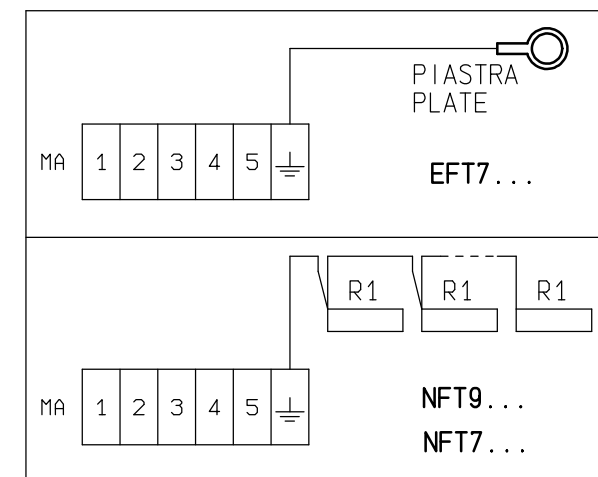 PIASTRA
PLATE
MA 1 2 3 4 5
EFT7...
R1 R1 R1
MA 1 2 3 4 5
NFT9...
NFT7...